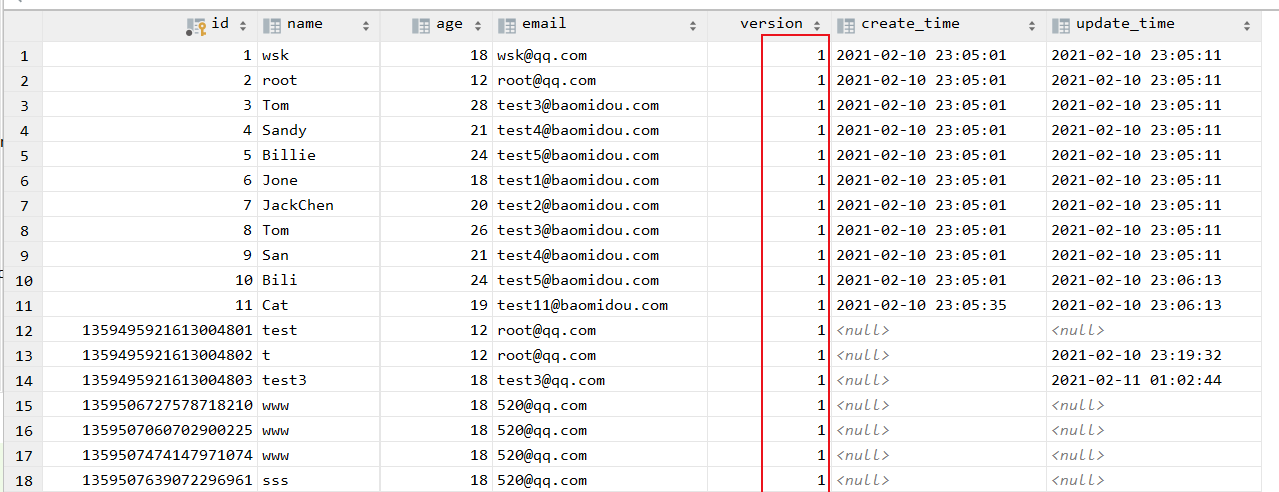 id name age email version create_time update_time
1 1 wsk 18 wsk@qq.com 1 2021-02-10 23:05:01 2021-02-10 23:05:11
2 2 root 12 root@qq.com 1 2021-02-10 23:05:01 2021-02-10 23:05:11
3 3 Tom 28 test3@baomidou.com 1 2021-02-10 23:05:01 2021-02-10 23:05:11
4 4 Sandy 21 test4@baomidou.com 1 2021-02-10 23:05:01 2021-02-10 23:05:11
5 5 Billie 24 test5@baomidou.com 1 2021-02-10 23:05:01 2021-02-10 23:05:11
6 6 Jone 18 test1@baomidou.com 1 2021-02-10 23:05:01 2021-02-10 23:05:11
7 7 JackChen 20 test2@baomidou.com 1 2021-02-10 23:05:01 2021-02-10 23:05:11
8 8 Tom 26 test3@baomidou.com 1 2021-02-10 23:05:01 2021-02-10 23:05:11
9 9 San 21 test4@baomidou.com 1 2021-02-10 23:05:01 2021-02-10 23:05:11
10 10 Bili 24 test5@baomidou.com 1 2021-02-10 23:05:01 2021-02-10 23:06:13
11 11 Cat 19 test11@baomidou.com 1 2021-02-10 23:05:35 2021-02-10 23:06:13
12 1359495921613004801 test 12 root@qq.com 1 <null> <null>
13 1359495921613004802 t 12 root@qq.com 1 <null> 2021-02-10 23:19:32
14 1359495921613004803 test3 18 test3@qq.com 1 <null> 2021-02-11 01:02:44
15 1359506727578718210 www 18 520@qq.com 1 <null> <null>
16 1359507060702900225 www 18 520@qq.com 1 <null> <null>
17 1359507474147971074 www 18 520@qq.com 1 <null> <null>
18 1359507639072296961 sss 18 520@qq.com 1 <null> <null>